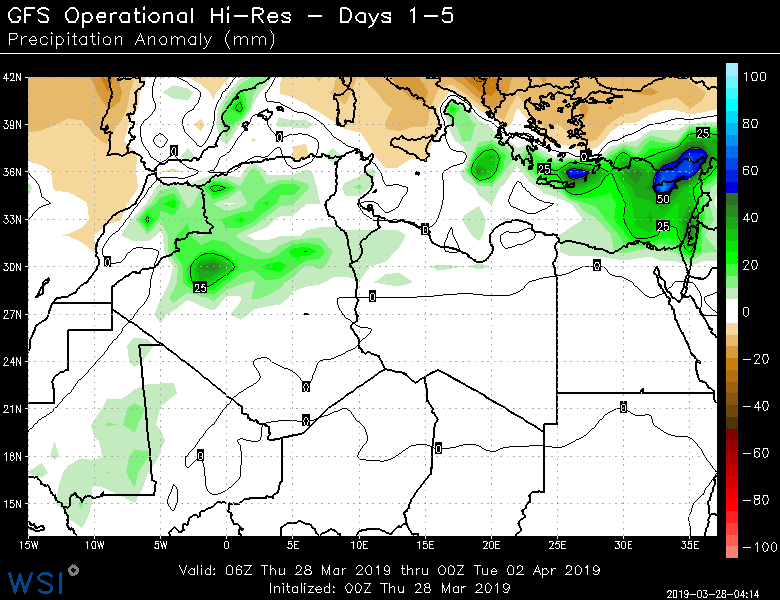 GFS Operational Hi-Res - Days 1-5
Precipitation Anomaly (mm)
42N
39N
36N
33N
30N
27N
24N
21N
18N
15N
15W 10W 5W 0 5E 10E 15E 20E 25E 30E 35E
0
0
25
0
25
50
25
0
0
25
0
0
0
0
0
0
0
100
80
60
40
20
0
-20
-40
-60
-80
-100
Valid: 06Z Thu 28 Mar 2019 thru 00Z Tue 02 Apr 2019
Initalized: 00Z Thu 28 Mar 2019
WSI
2019-03-28-04:14